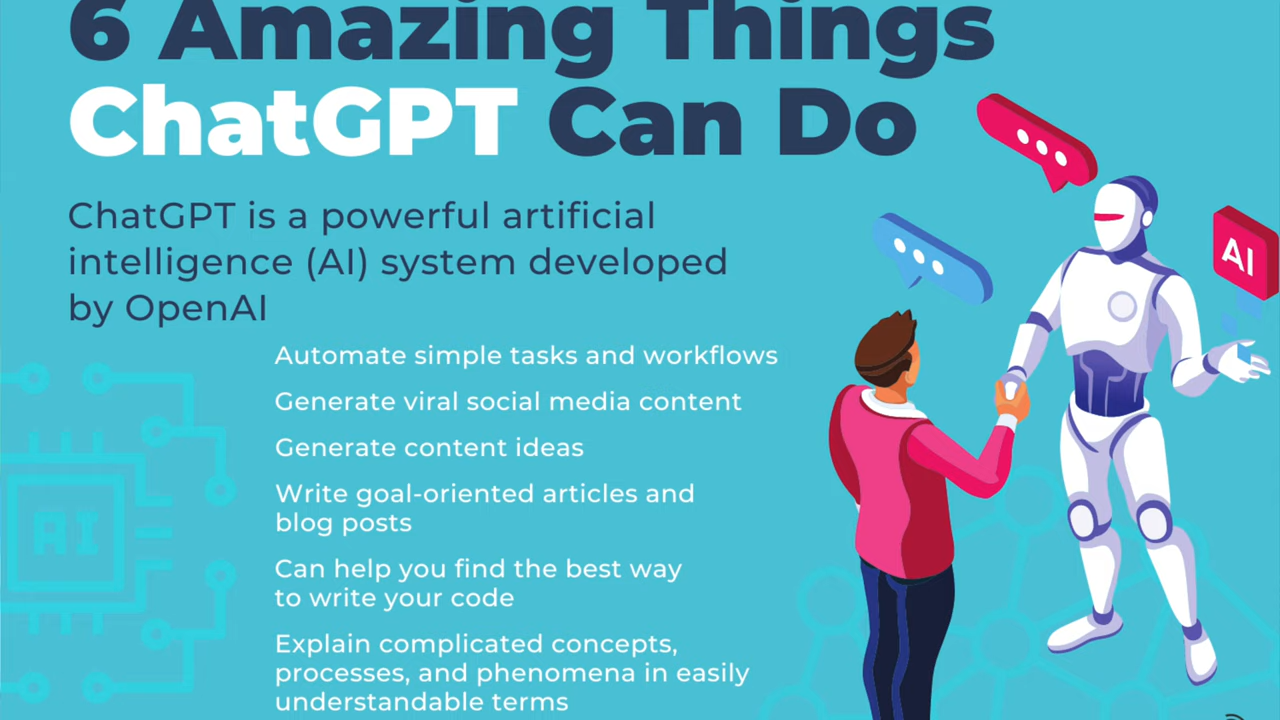 6 Amazing Things
ChatGPT Can Do
ChatGPT is a powerful artificial
intelligence (AI) system developed
by OpenAI
Automate simple tasks and workflows
Generate viral social media content
Generate content ideas
Write goal-oriented articles and
blog posts
Can help you find the best way
to write your code
Explain complicated concepts,
processes, and phenomena in easily
understandable terms
AI
AI